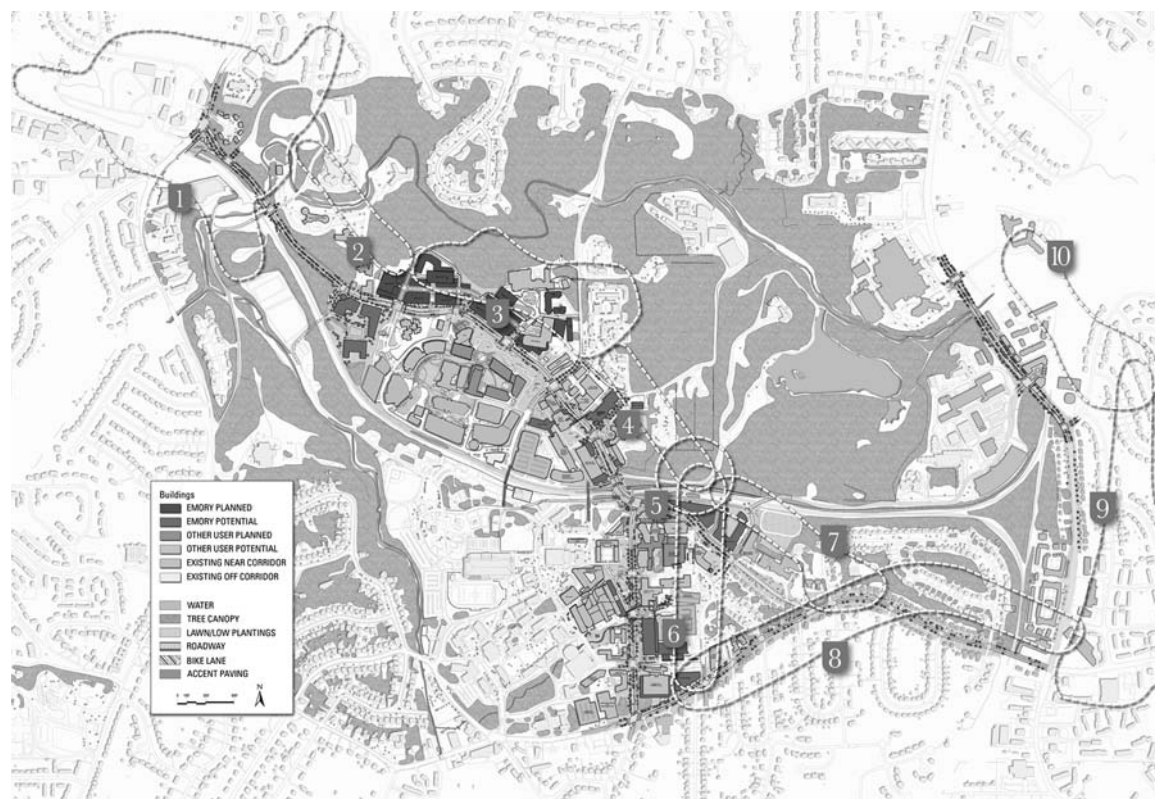 1
2
3
4
5
6
7
8
9
10
Buildings
EMORY PLANNED
EMORY POTENTIAL
OTHER USER PLANNED
OTHER USER POTENTIAL
EXISTING NEAR CORRIDOR
EXISTING OFF CORRIDOR
WATER
TREE CANOPY
LAWN/LOW PLANTINGS
ROADWAY
BIKE LANE
ACCENT PAVING
N